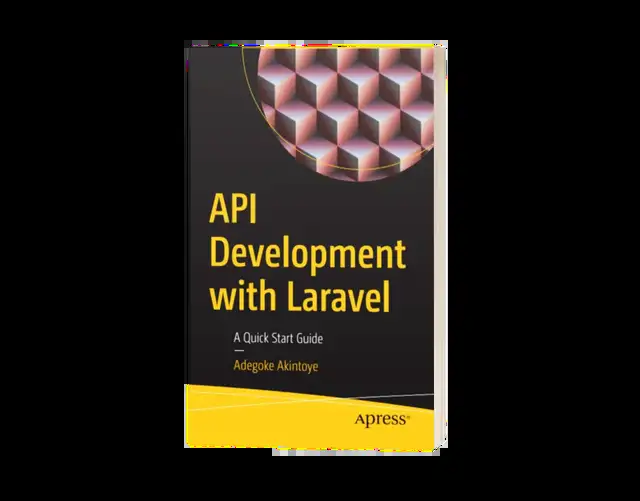 API
Development
with Laravel
A Quick Start Guide
Adegoke Akintoye
Apress®